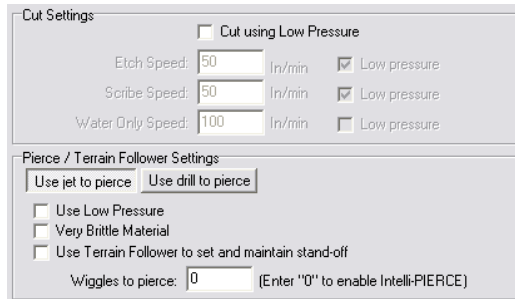 Cut Settings
Cut using Low Pressure
Etch Speed: 50 In/min Low pressure
Scribe Speed: 50 In/min Low pressure
Water Only Speed: 100 In/min Low pressure
Pierce / Terrain Follower Settings
Use jet to pierce Use drill to pierce
Use Low Pressure
Very Brittle Material
Use Terrain Follower to set and maintain stand-off
Wiggles to pierce: 0 (Enter "0" to enable Intelli-PIERCE)